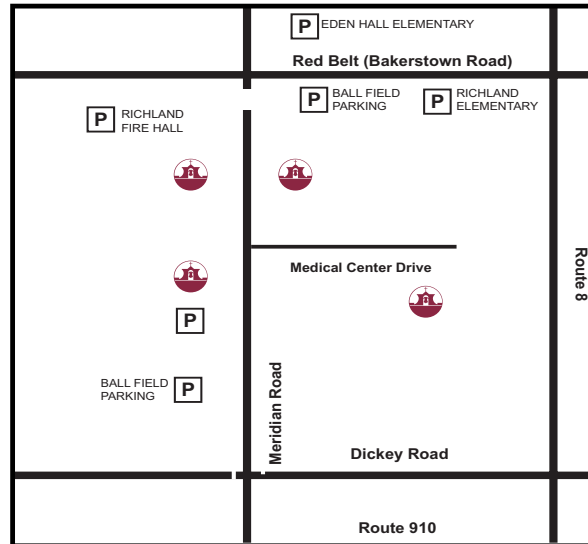 P EDEN HALL ELEMENTARY
Red Belt (Bakerstown Road)
P BALL FIELD
PARKING
P RICHLAND
ELEMENTARY
P RICHLAND
FIRE HALL
Medical Center Drive
Route 8
P
BALL FIELD
PARKING
P
Meridian Road
Dickey Road
Route 910